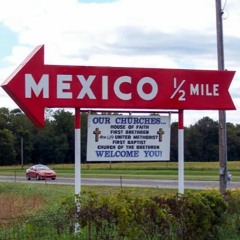 MEXICO 1/2 MILE
OUR CHURCHES...
HOUSE OF FAITH
FIRST BRETHREN
UNITED METHODIST
FIRST BAPTIST
CHURCH OF THE BRETHREN
WELCOME YOU!